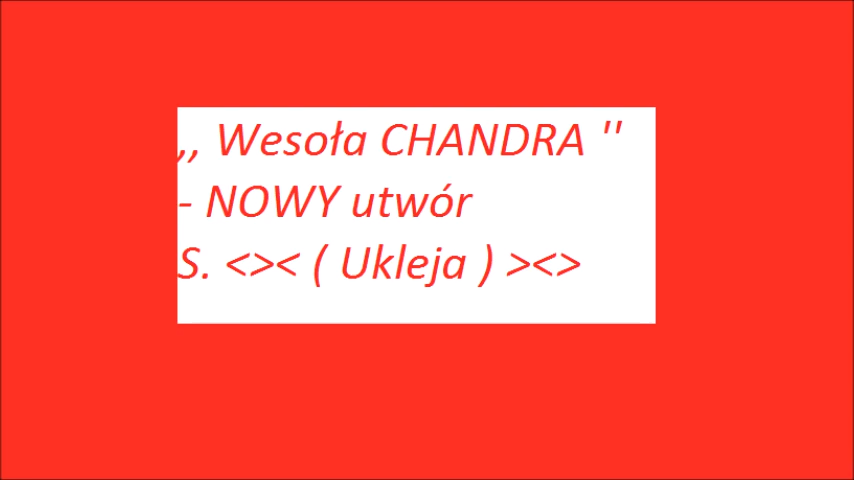 ,, Wesoła CHANDRA "
- NOWY utwór
S. <>< ( Ukleja ) ><>